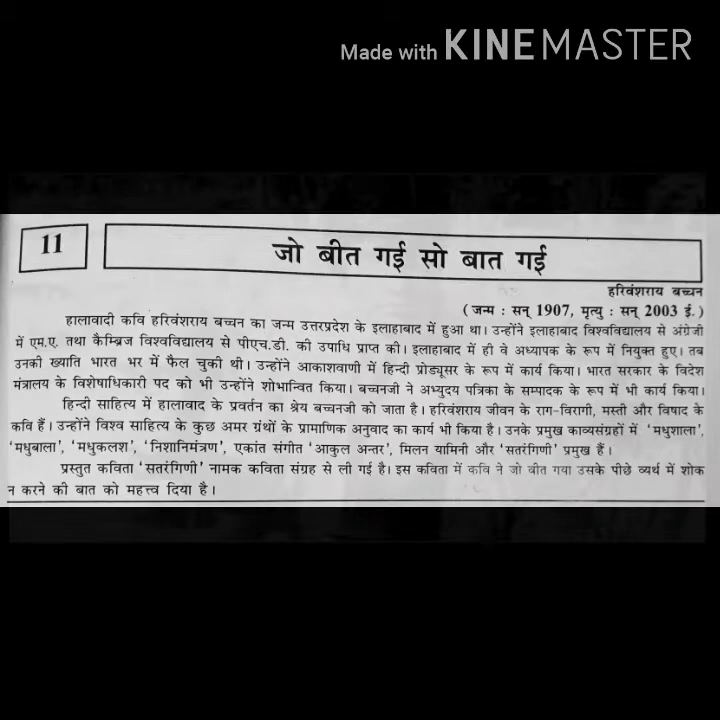 Made with KINEMASTER
11
जो बीत गई सो बात गई
हरिवंशराय बच्चन
( जन्म : सन् 1907, मृत्यु : सन् 2003 ई. )
हालावादी कवि हरिवंशराय बच्चन का जन्म उत्तरप्रदेश के इलाहाबाद में हुआ था। उन्होंने इलाहाबाद विश्वविद्यालय से अंग्रेजी
में एम.ए. तथा कैम्ब्रिज विश्वविद्यालय से पीएच.डी. की उपाधि प्राप्त की। इलाहाबाद में ही वे अध्यापक के रूप में नियुक्त हुए। तब
उनकी ख्याति भारत भर में फैल चुकी थी। उन्होंने आकाशवाणी में हिन्दी प्रोड्यूसर के रूप में कार्य किया। भारत सरकार के विदेश
मंत्रालय के विशेषाधिकारी पद को भी उन्होंने शोभान्वित किया। बच्चनजी ने अभ्युदय पत्रिका के सम्पादक के रूप में भी कार्य किया।
हिन्दी साहित्य में हालावाद के प्रवर्तन का श्रेय बच्चनजी को जाता है। हरिवंशराय जीवन के राग-विरागी, मस्ती और विषाद के
कवि हैं। उन्होंने विश्व साहित्य के कुछ अमर ग्रंथों के प्रामाणिक अनुवाद का कार्य भी किया है। उनके प्रमुख काव्यसंग्रहों में 'मधुशाला',
'मधुबाला', 'मधुकलश', 'निशानिमंत्रण', एकांत संगीत 'आकुल अन्तर', मिलन यामिनी और 'सतरंगिणी' प्रमुख हैं।
प्रस्तुत कविता 'सतरंगिणी' नामक कविता संग्रह से ली गई है। इस कविता में कवि ने जो बीत गया उसके पीछे व्यर्थ में शोक
न करने की बात को महत्त्व दिया है।